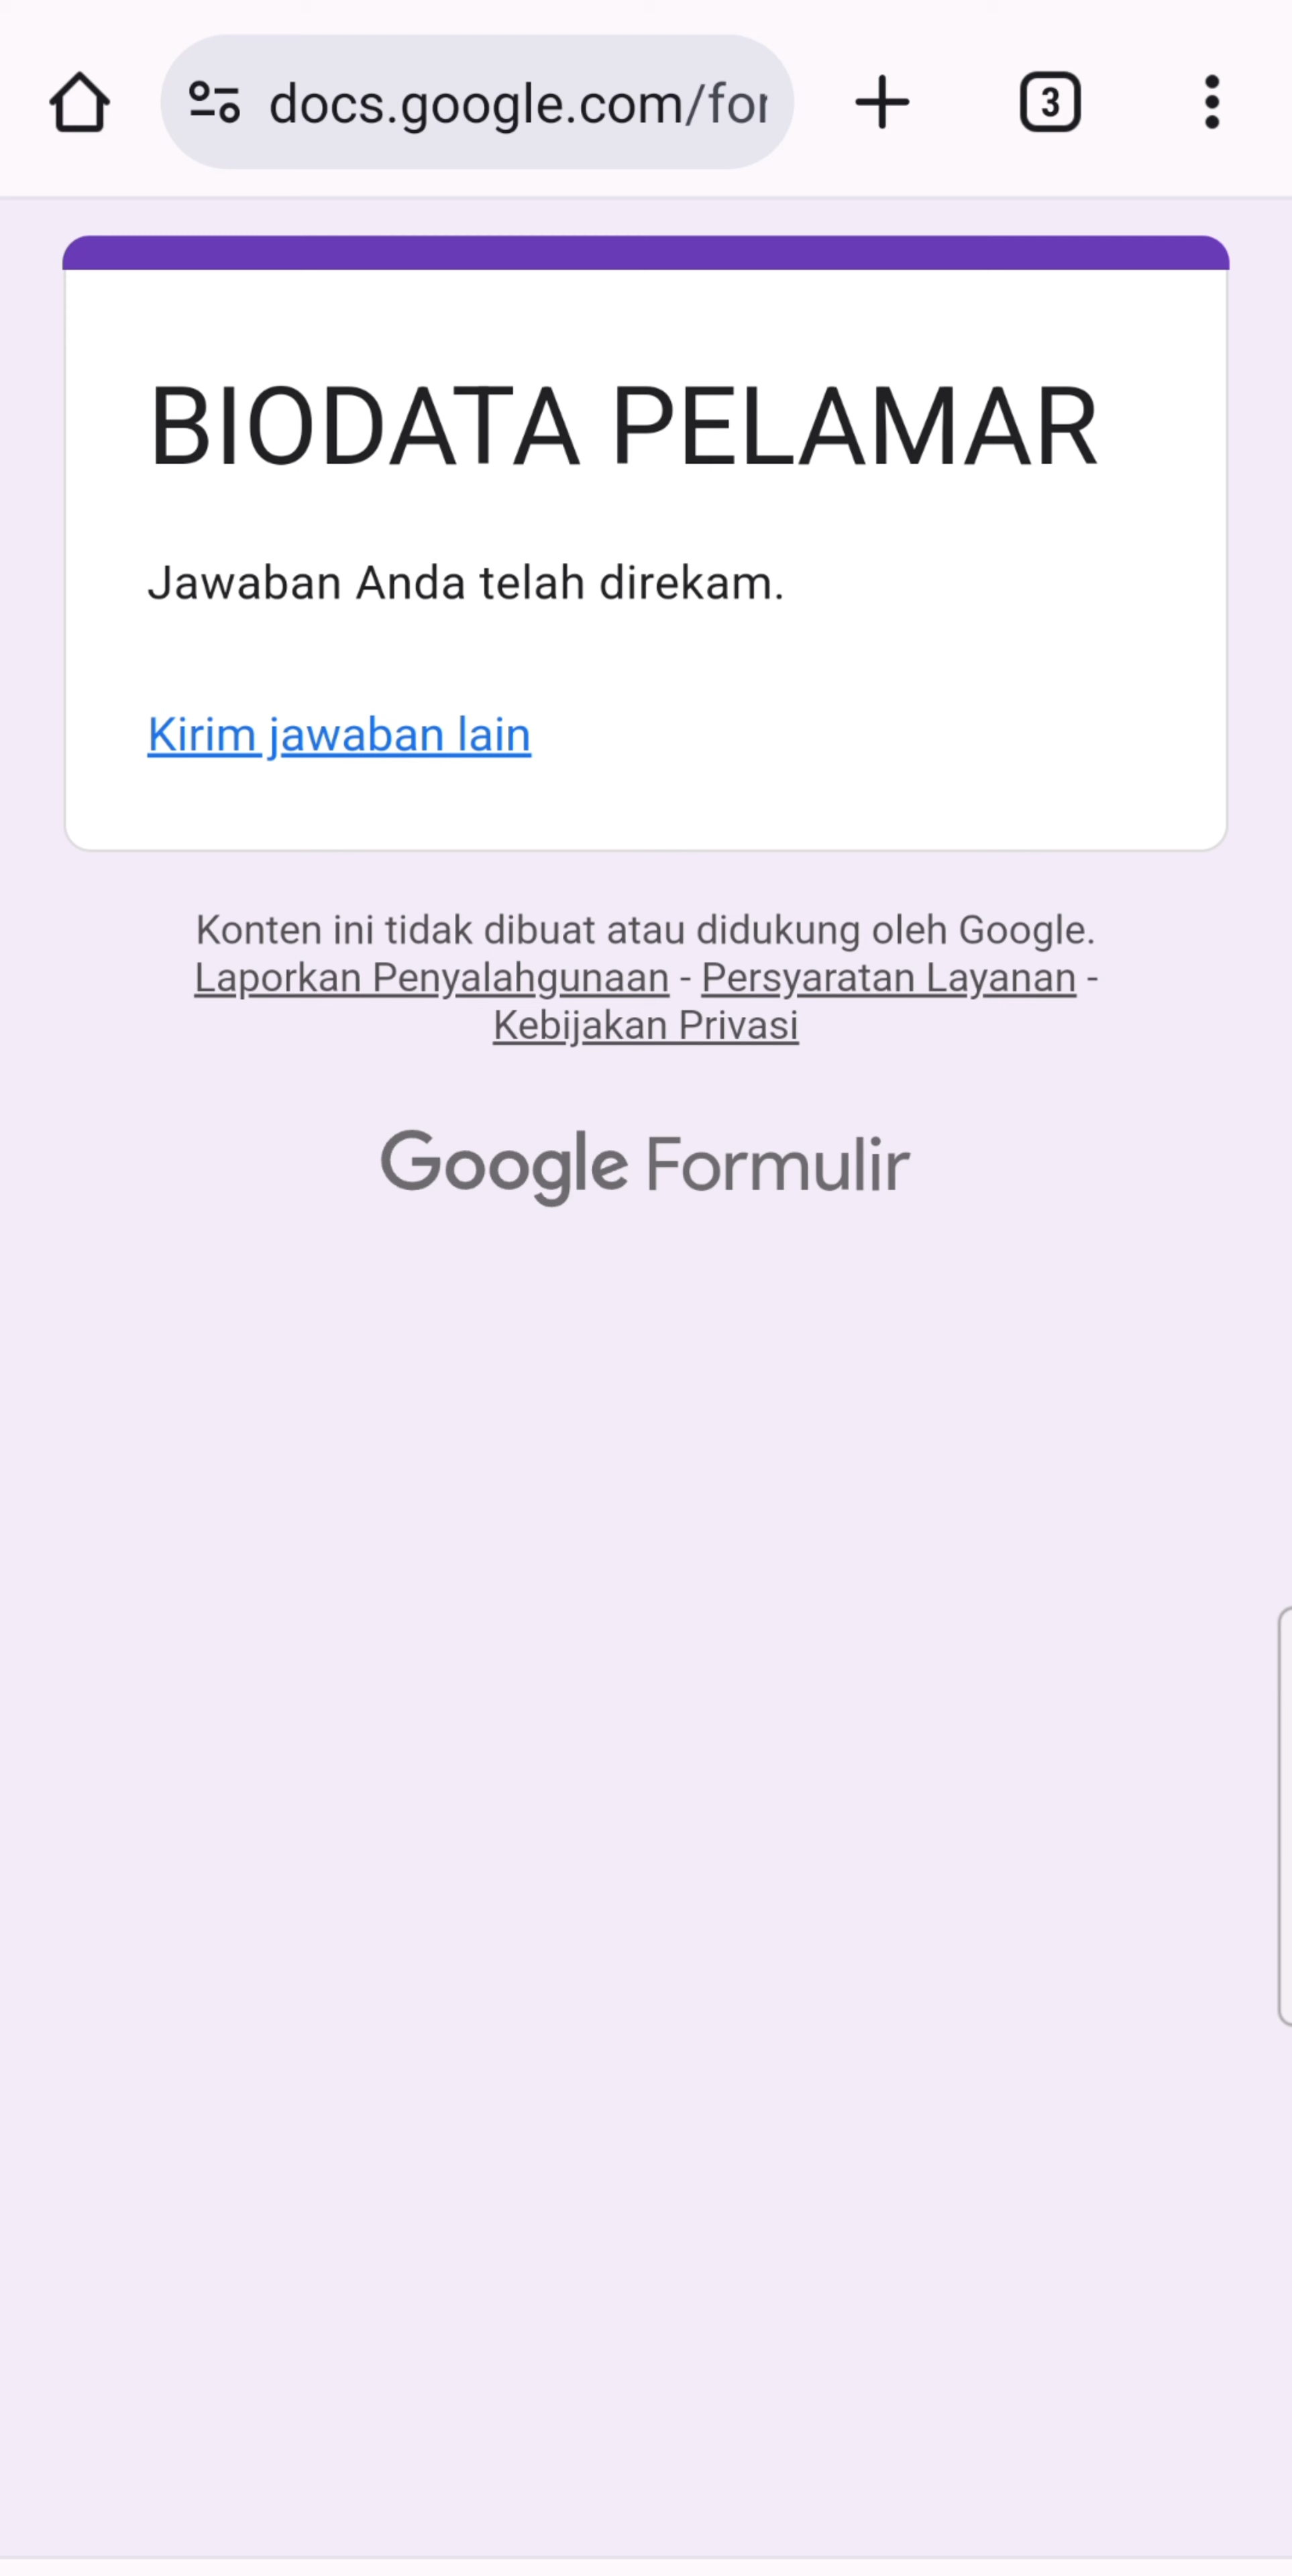 docs.google.com/for
3
BIODATA PELAMAR
Jawaban Anda telah direkam.
Kirim jawaban lain
Konten ini tidak dibuat atau didukung oleh Google.
Laporkan Penyalahgunaan - Persyaratan Layanan -
Kebijakan Privasi
Google Formulir